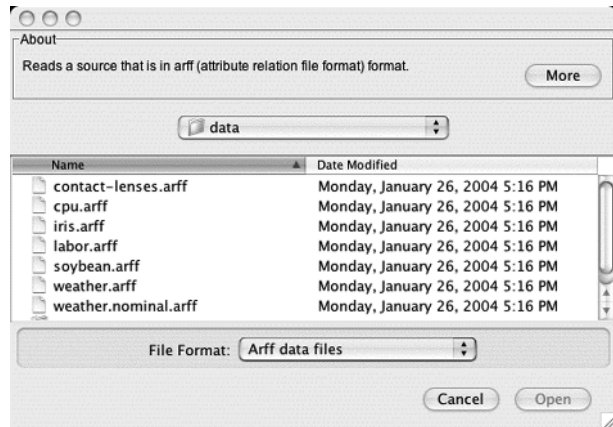 About
Reads a source that is in arff (attribute relation file format) format.
More
data
Name Date Modified
contact-lenses.arff Monday, January 26, 2004 5:16 PM
cpu.arff Monday, January 26, 2004 5:16 PM
iris.arff Monday, January 26, 2004 5:16 PM
labor.arff Monday, January 26, 2004 5:16 PM
soybean.arff Monday, January 26, 2004 5:16 PM
weather.arff Monday, January 26, 2004 5:16 PM
weather.nominal.arff Monday, January 26, 2004 5:16 PM
File Format: Arff data files
Cancel Open